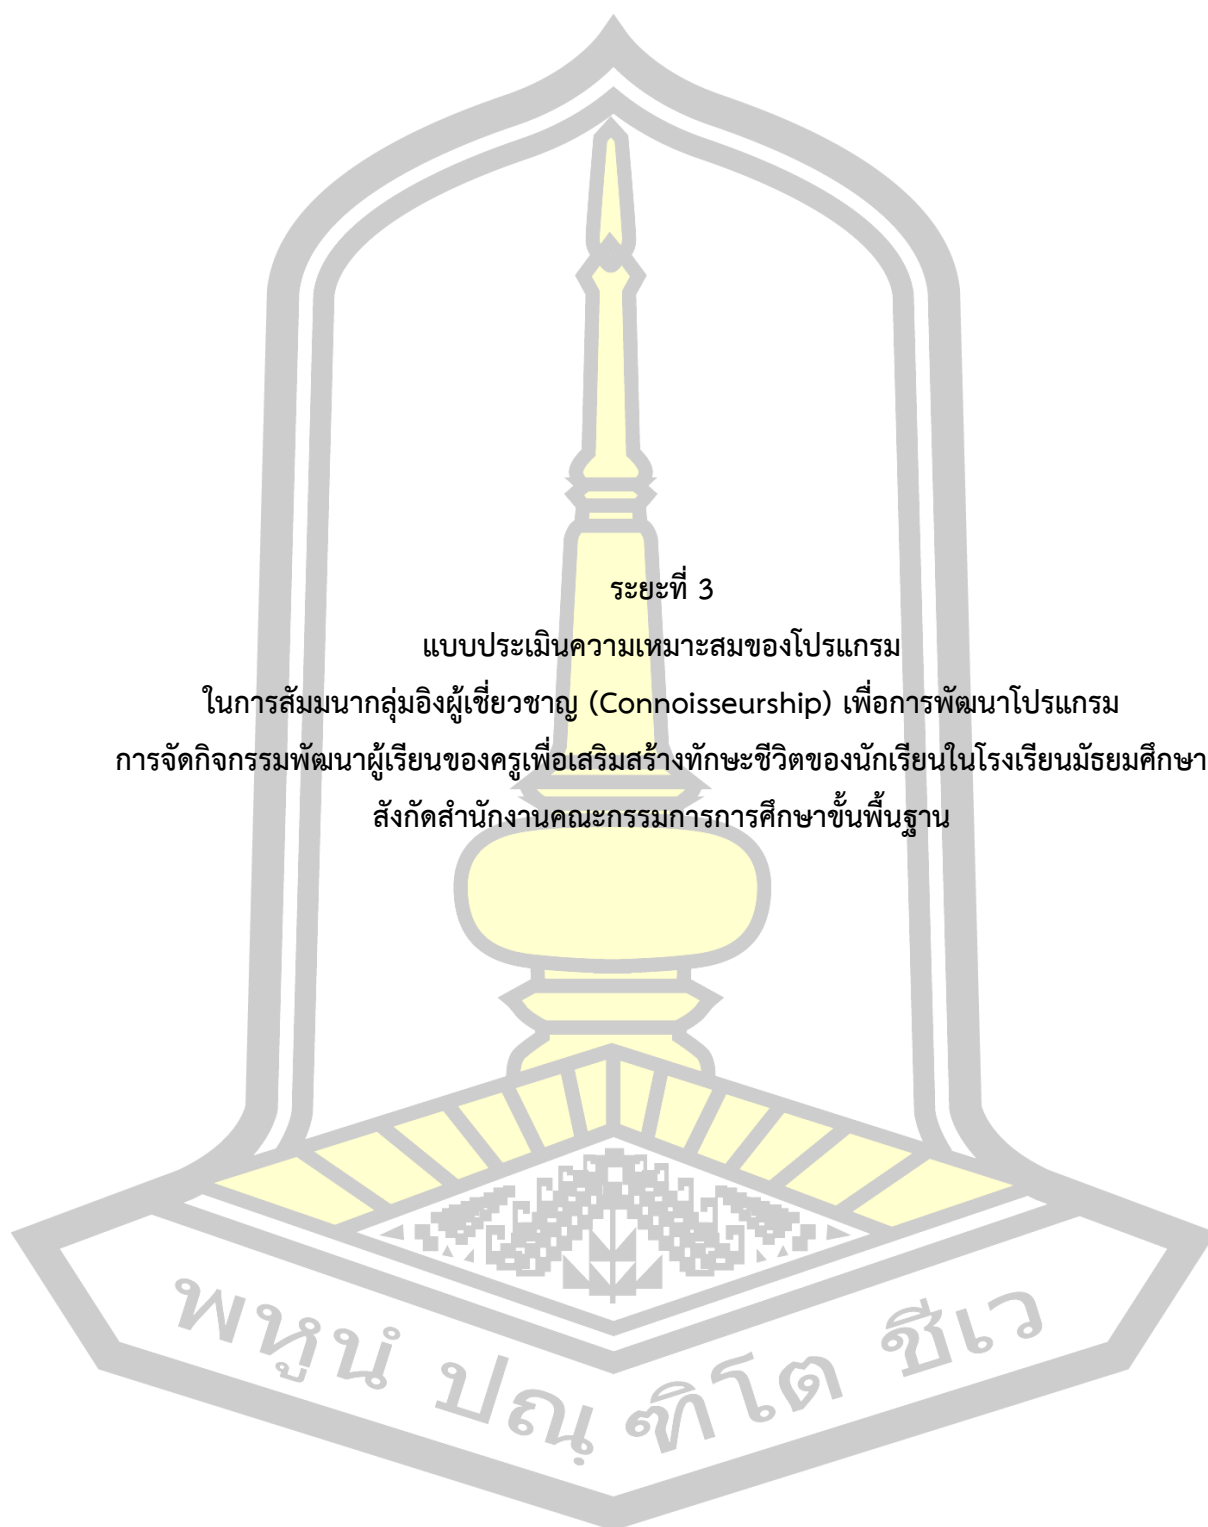 ระยะที่ 3
แบบประเมินความเหมาะสมของโปรแกรม
ในการสัมมนากลุ่มอิงผู้เชี่ยวชาญ (Connoisseurship) เพื่อการพัฒนาโปรแกรม
การจัดกิจกรรมพัฒนาผู้เรียนของครูเพื่อเสริมสร้างทักษะชีวิตของนักเรียนในโรงเรียนมัธยมศึกษา
สังกัดสำนักงานคณะกรรมการการศึกษาขั้นพื้นฐาน
พหูนํ ปณฺฑิโต ชีเว